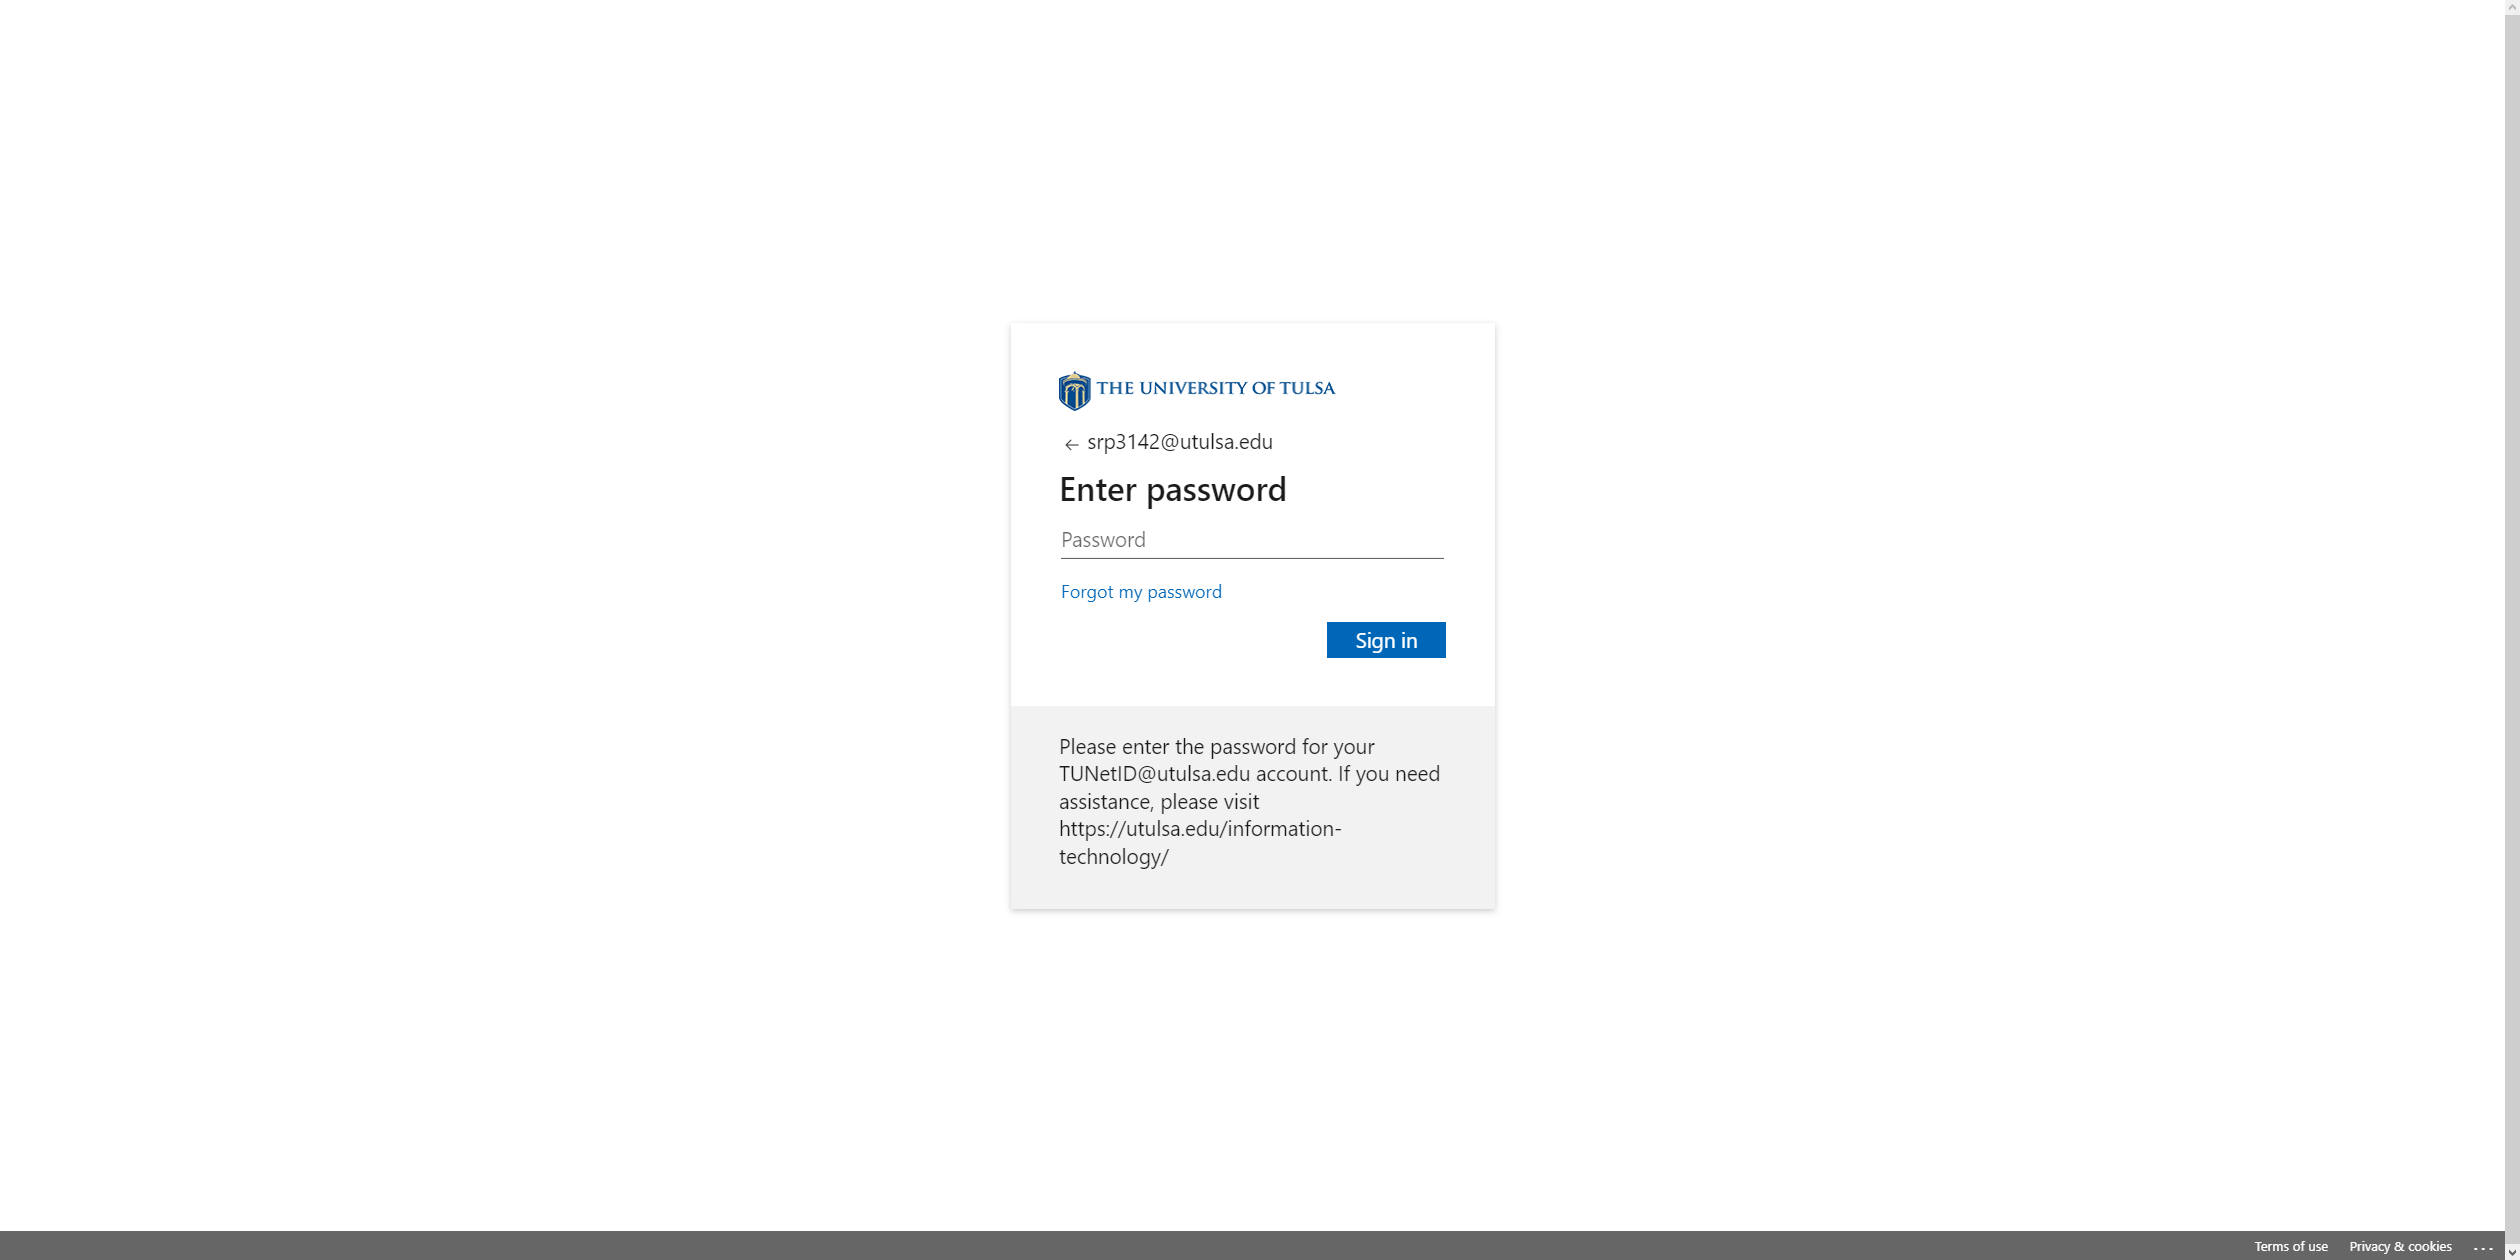 THE UNIVERSITY OF TULSA
srp3142@utulsa.edu
Enter password
Password
Forgot my password
Sign in
Please enter the password for your
TUNetID@utulsa.edu account. If you need
assistance, please visit
https://utulsa.edu/information-
technology/
Terms of use Privacy & cookies ...